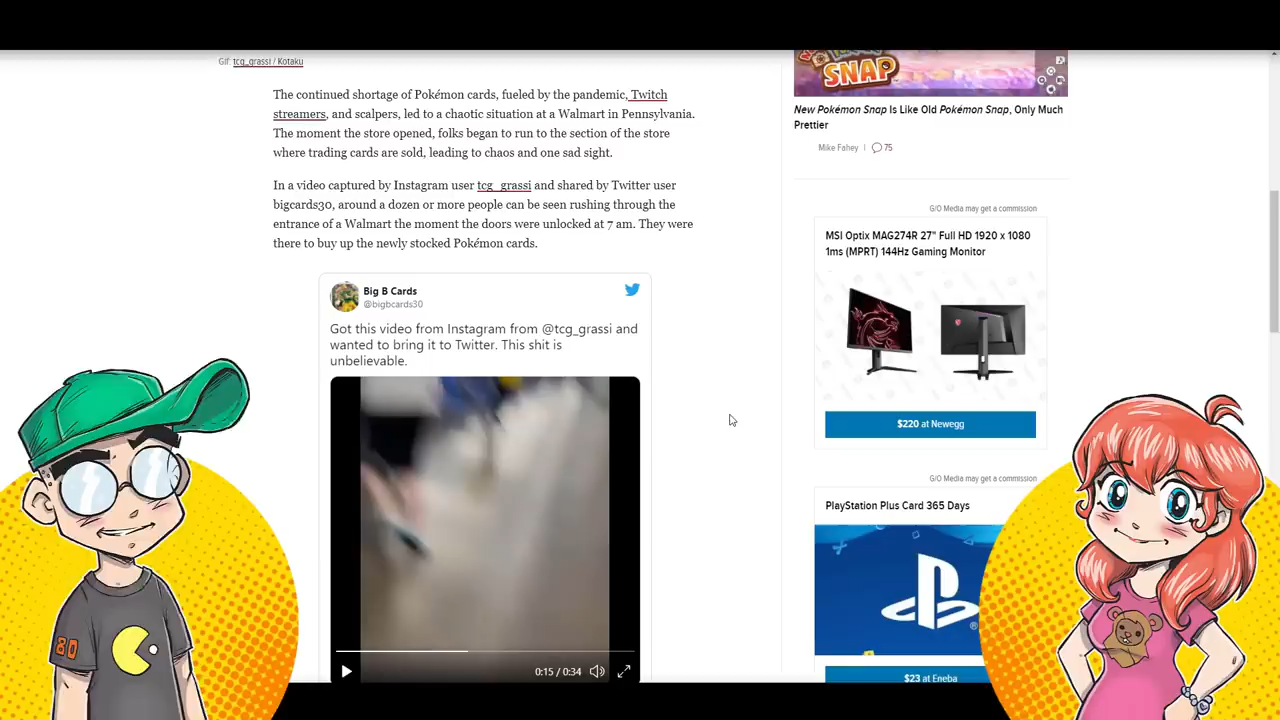 Gif: tcg_grassi / Kotaku
The continued shortage of Pokémon cards, fueled by the pandemic, Twitch
streamers, and scalpers, led to a chaotic situation at a Walmart in Pennsylvania.
The moment the store opened, folks began to run to the section of the store
where trading cards are sold, leading to chaos and one sad sight.
In a video captured by Instagram user tcg_grassi and shared by Twitter user
bigcards30, around a dozen or more people can be seen rushing through the
entrance of a Walmart the moment the doors were unlocked at 7 am. They were
there to buy up the newly stocked Pokémon cards.
Big B Cards
@bigbcards30
Got this video from Instagram from @tcg_grassi and
wanted to bring it to Twitter. This shit is
unbelievable.
0:15 / 0:34
SNAP
New Pokémon Snap Is Like Old Pokémon Snap, Only Much
Prettier
Mike Fahey | 75
G/O Media may get a commission
MSI Optix MAG274R 27" Full HD 1920 x 1080
1ms (MPRT) 144Hz Gaming Monitor
$220 at Newegg
G/O Media may get a commission
PlayStation Plus Card 365 Days
$23 at Eneba
80